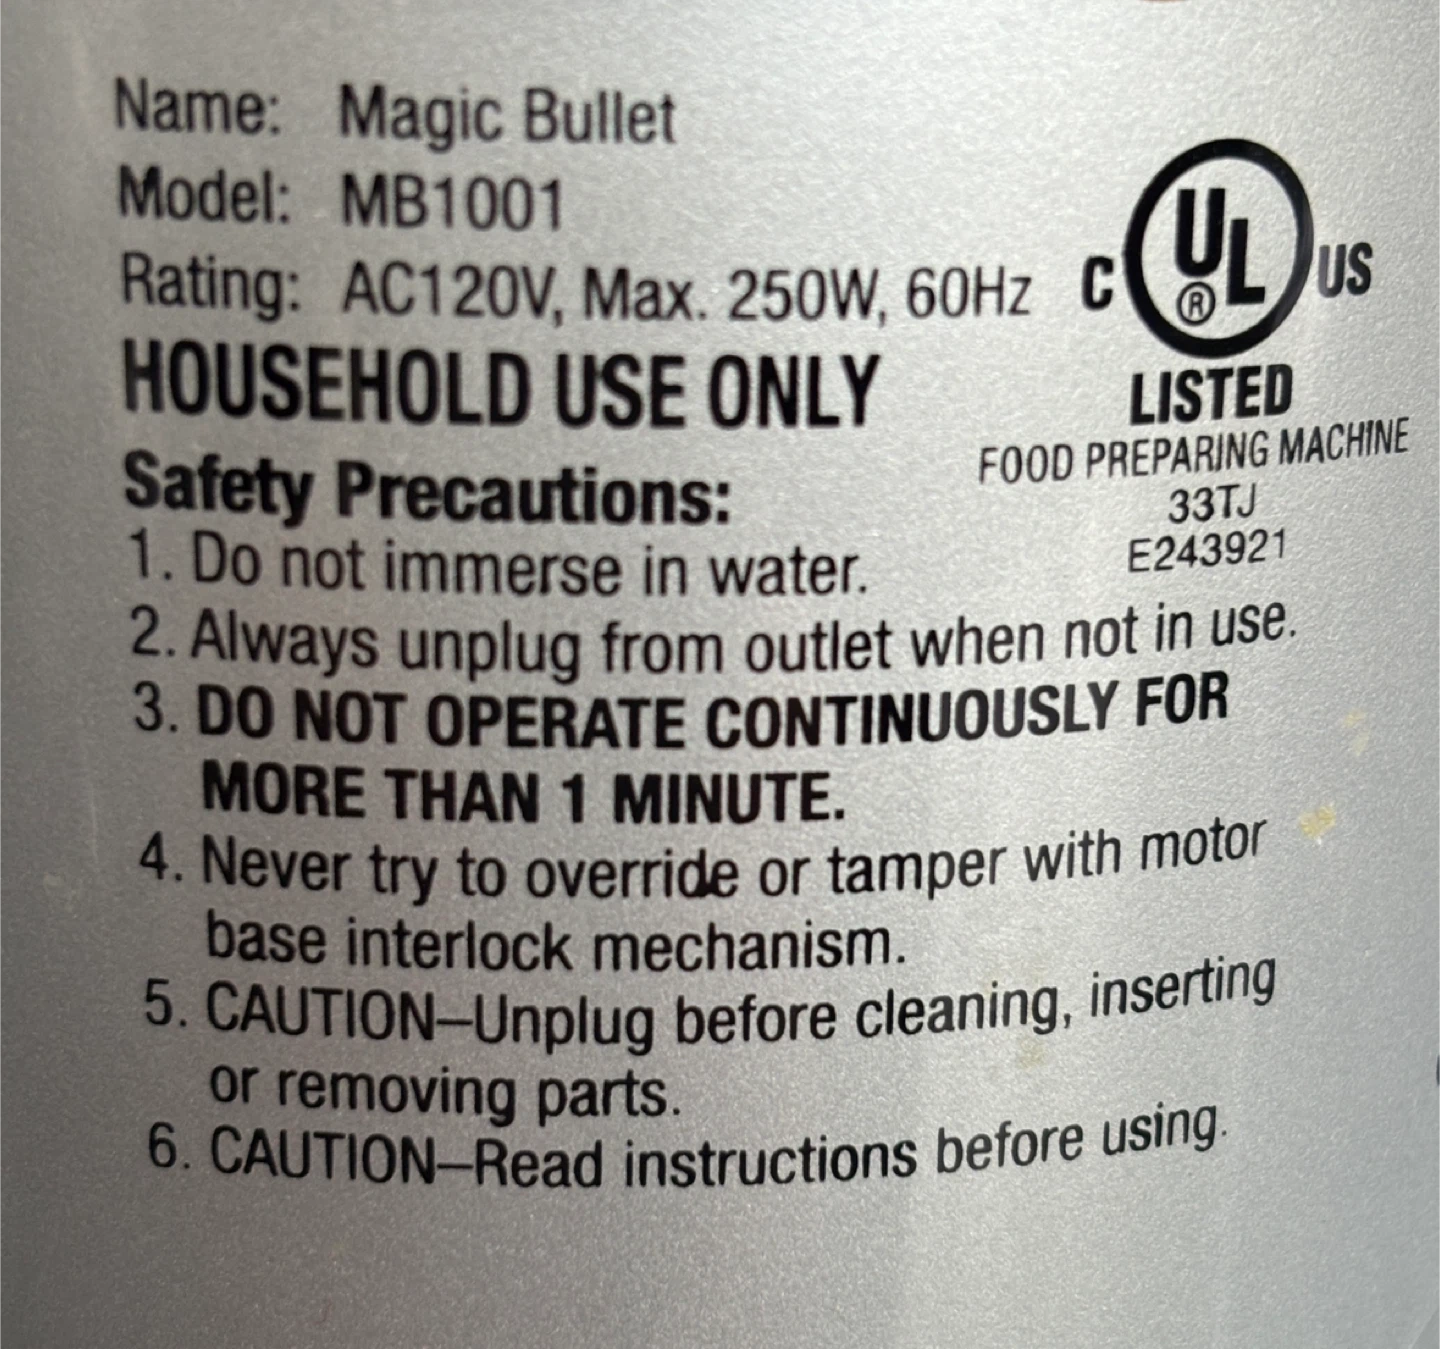 Name: Magic Bullet
Model: MB1001
Rating: AC120V, Max. 250W, 60Hz
HOUSEHOLD USE ONLY
C UL® US
LISTED
FOOD PREPARING MACHINE
33TJ
E243921
Safety Precautions:
1. Do not immerse in water.
2. Always unplug from outlet when not in use.
3. DO NOT OPERATE CONTINUOUSLY FOR
MORE THAN 1 MINUTE.
4. Never try to override or tamper with motor
base interlock mechanism.
5. CAUTION–Unplug before cleaning, inserting
or removing parts.
6. CAUTION–Read instructions before using.